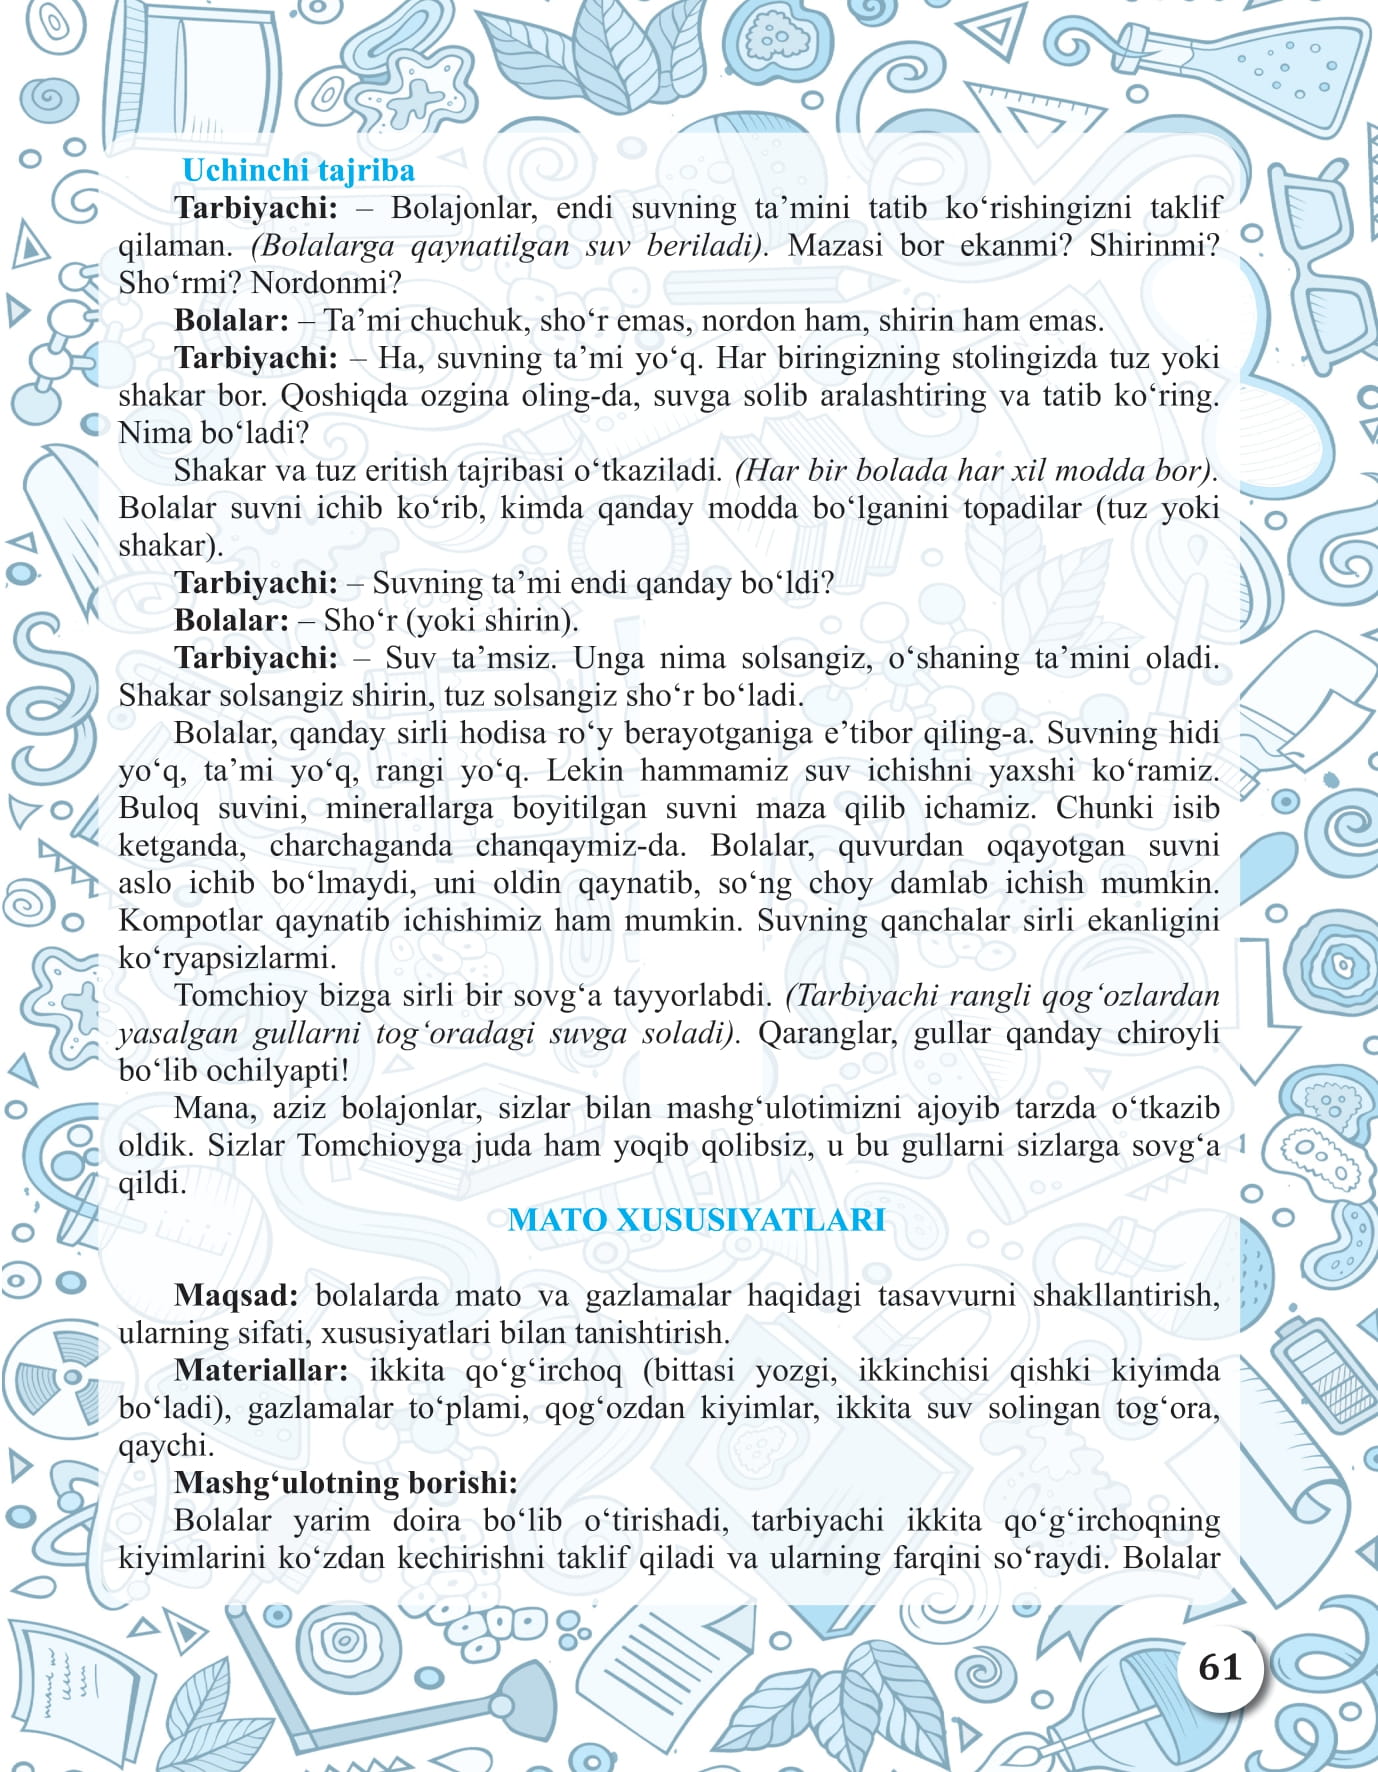 Uchinchi tajriba
Tarbiyachi: – Bolajonlar, endi suvning ta’mini tatib ko‘rishingizni taklif
qilaman. (Bolalarga qaynatilgan suv beriladi). Mazasi bor ekanmi? Shirinmi?
Sho‘rmi? Nordonmi?
Bolalar: – Ta’mi chuchuk, sho‘r emas, nordon ham, shirin ham emas.
Tarbiyachi: – Ha, suvning ta’mi yo‘q. Har biringizning stolingizda tuz yoki
shakar bor. Qoshiqda ozgina oling-da, suvga solib aralashtiring va tatib ko‘ring.
Nima bo‘ladi?
Shakar va tuz eritish tajribasi o‘tkaziladi. (Har bir bolada har xil modda bor).
Bolalar suvni ichib ko‘rib, kimda qanday modda bo‘lganini topadilar (tuz yoki
shakar).
Tarbiyachi: – Suvning ta’mi endi qanday bo‘ldi?
Bolalar: – Sho‘r (yoki shirin).
Tarbiyachi: – Suv ta’msiz. Unga nima solsangiz, o‘shaning ta’mini oladi.
Shakar solsangiz shirin, tuz solsangiz sho‘r bo‘ladi.
Bolalar, qanday sirli hodisa ro‘y berayotganiga e’tibor qiling-a. Suvning hidi
yo‘q, ta’mi yo‘q, rangi yo‘q. Lekin hammamiz suv ichishni yaxshi ko‘ramiz.
Buloq suvini, minerallarga boyitilgan suvni maza qilib ichamiz. Chunki isib
ketganda, charchaganda chanqaymiz-da. Bolalar, quvurdan oqayotgan suvni
aslo ichib bo‘lmaydi, uni oldin qaynatib, so‘ng choy damlab ichish mumkin.
Kompotlar qaynatib ichishimiz ham mumkin. Suvning qanchalar sirli ekanligini
ko‘ryapsizlarmi.
Tomchioy bizga sirli bir sovg‘a tayyorlabdi. (Tarbiyachi rangli qog‘ozlardan
yasalgan gullarni tog‘oradagi suvga soladi). Qaranglar, gullar qanday chiroyli
bo‘lib ochilyapti!
Mana, aziz bolajonlar, sizlar bilan mashg‘ulotimizni ajoyib tarzda o‘tkazib
oldik. Sizlar Tomchioyga juda ham yoqib qolibsiz, u bu gullarni sizlarga sovg‘a
qildi.
MATO XUSUSIYATLARI
Maqsad: bolalarda mato va gazlamalar haqidagi tasavvurni shakllantirish,
ularning sifati, xususiyatlari bilan tanishtirish.
Materiallar: ikkita qo‘g‘irchoq (bittasi yozgi, ikkinchisi qishki kiyimda
bo‘ladi), gazlamalar to‘plami, qog‘ozdan kiyimlar, ikkita suv solingan tog‘ora,
qaychi.
Mashg‘ulotning borishi:
Bolalar yarim doira bo‘lib o‘tirishadi, tarbiyachi ikkita qo‘g‘irchoqning
kiyimlarini ko‘zdan kechirishni taklif qiladi va ularning farqini so‘raydi. Bolalar
61